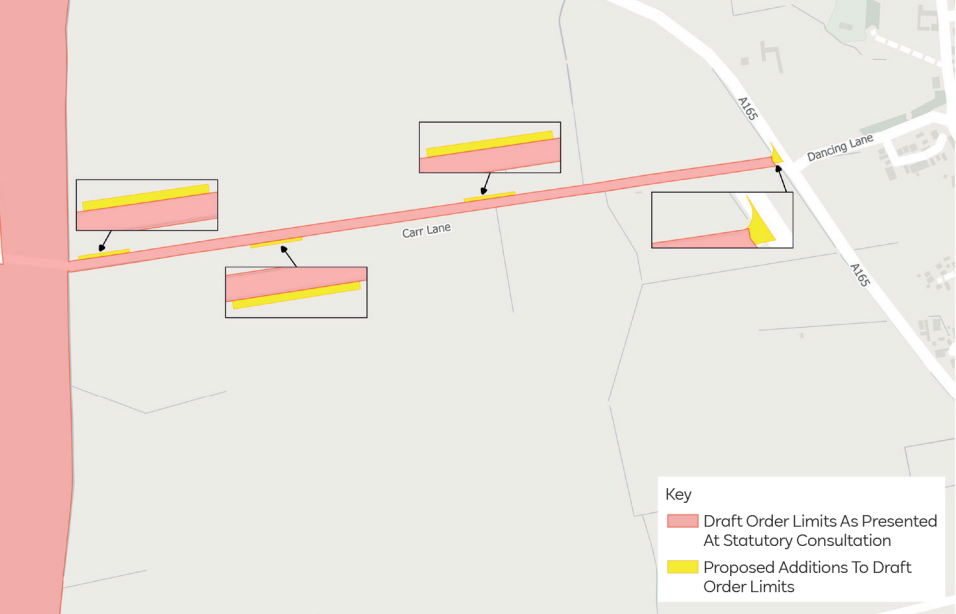 A165
Dancing Lane
Carr Lane
A165
Key
Draft Order Limits As Presented
At Statutory Consultation
Proposed Additions To Draft
Order Limits